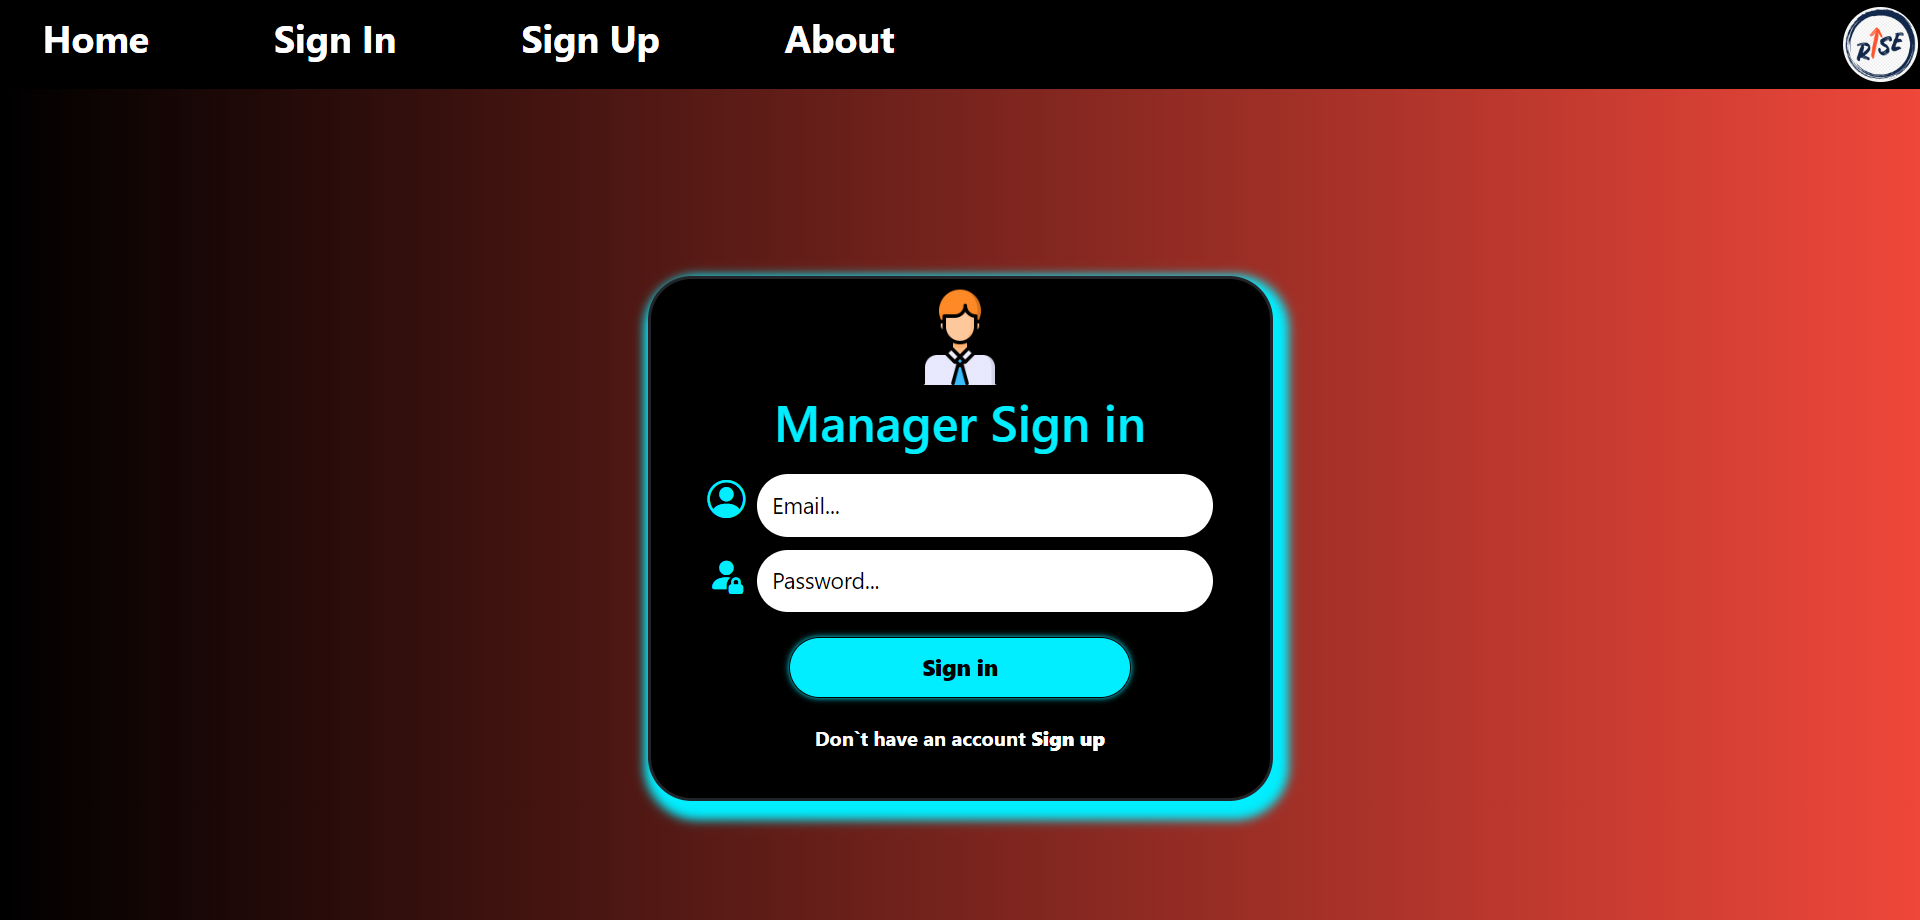 Home Sign In Sign Up About
RISE
Manager Sign in
Email...
Password...
Sign in
Don`t have an account Sign up